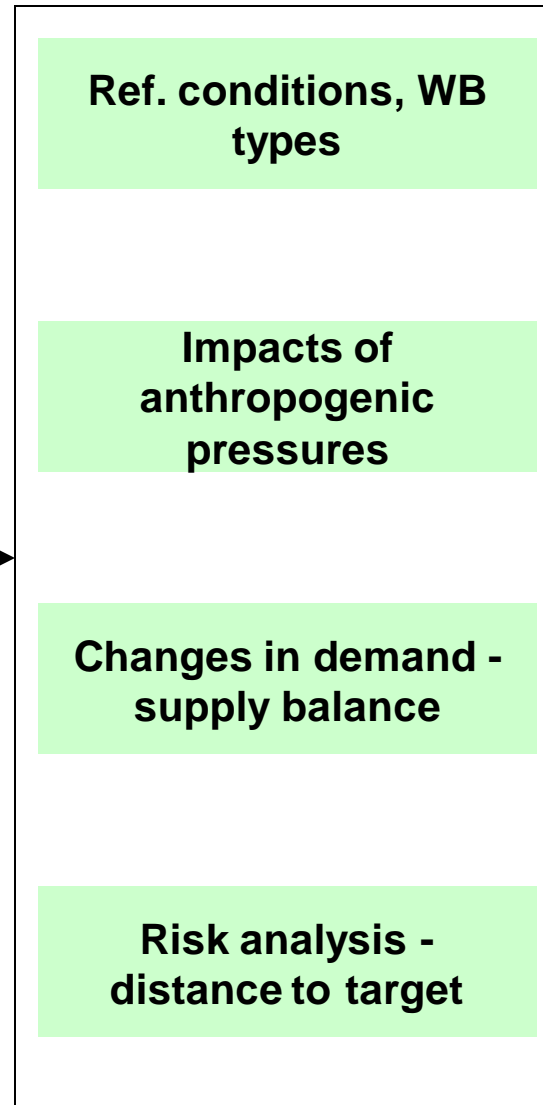 Ref. conditions, WB
types
Impacts of
anthropogenic
pressures
Changes in demand -
supply balance
Risk analysis -
distance to target